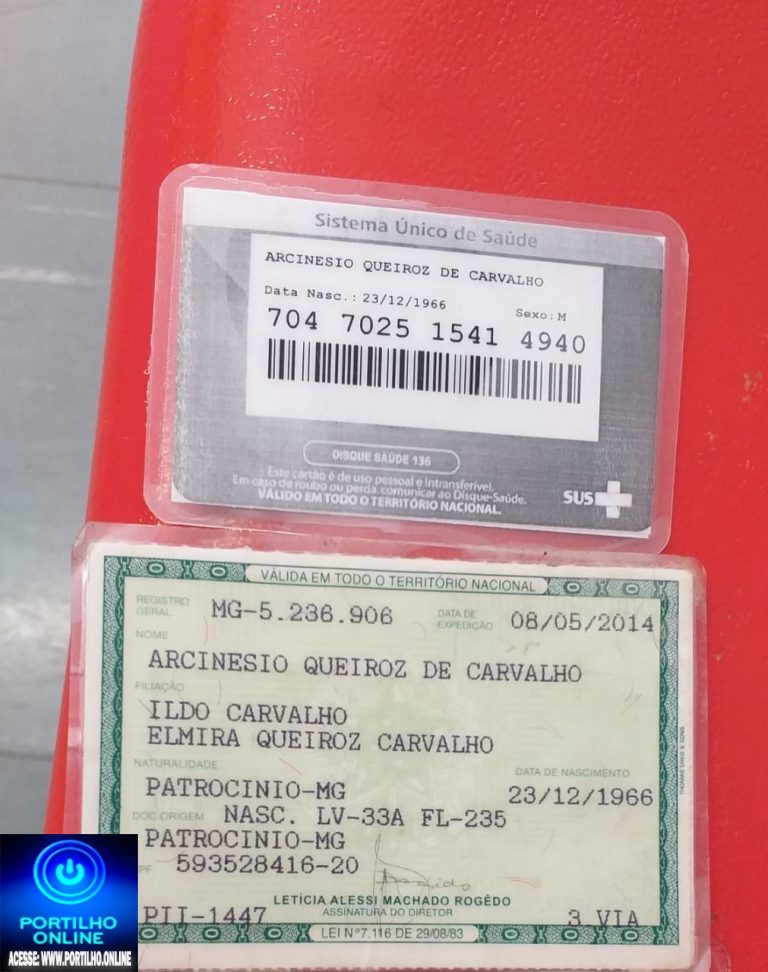 Sistema Único de Saúde
ARCINESIO QUEIROZ DE CARVALHO
Data Nasc.: 23/12/1966 Sexo: M
704 7025 1541 4940
DISQUE SAÚDE 136
Este cartão é de uso pessoal e intransferível.
Em caso de roubo ou perda, comunicar ao Disque-Saúde.
VÁLIDO EM TODO O TERRITÓRIO NACIONAL.
SUS
VÁLIDA EM TODO O TERRITÓRIO NACIONAL
REGISTRO GERAL MG-5.236.906 DATA DE EXPEDIÇÃO 08/05/2014
NOME
ARCINESIO QUEIROZ DE CARVALHO
FILIAÇÃO
ILDO CARVALHO
ELMIRA QUEIROZ CARVALHO
NATURALIDADE DATA DE NASCIMENTO
PATROCINIO-MG 23/12/1966
DOC ORIGEM NASC. LV-33A FL-235
PATROCINIO-MG
593528416-20
LETÍCIA ALESSI MACHADO ROGÊDO
PII-1447 ASSINATURA DO DIRETOR 3 VIA
LEI Nº7.116 DE 29/08/83
THOMAS GREG & SONS
PORTILHO
ONLINE
ACESSE: WWW.PORTILHO.ONLINE